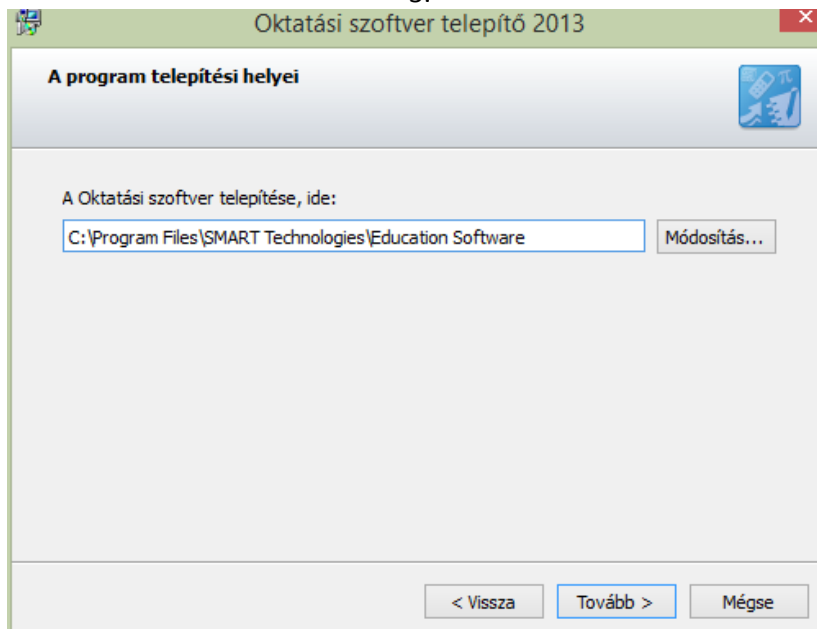 Oktatási szoftver telepítő 2013
A program telepítési helyei
A Oktatási szoftver telepítése, ide:
C:\Program Files\SMART Technologies\Education Software
Módosítás...
< Vissza
Tovább >
Mégse